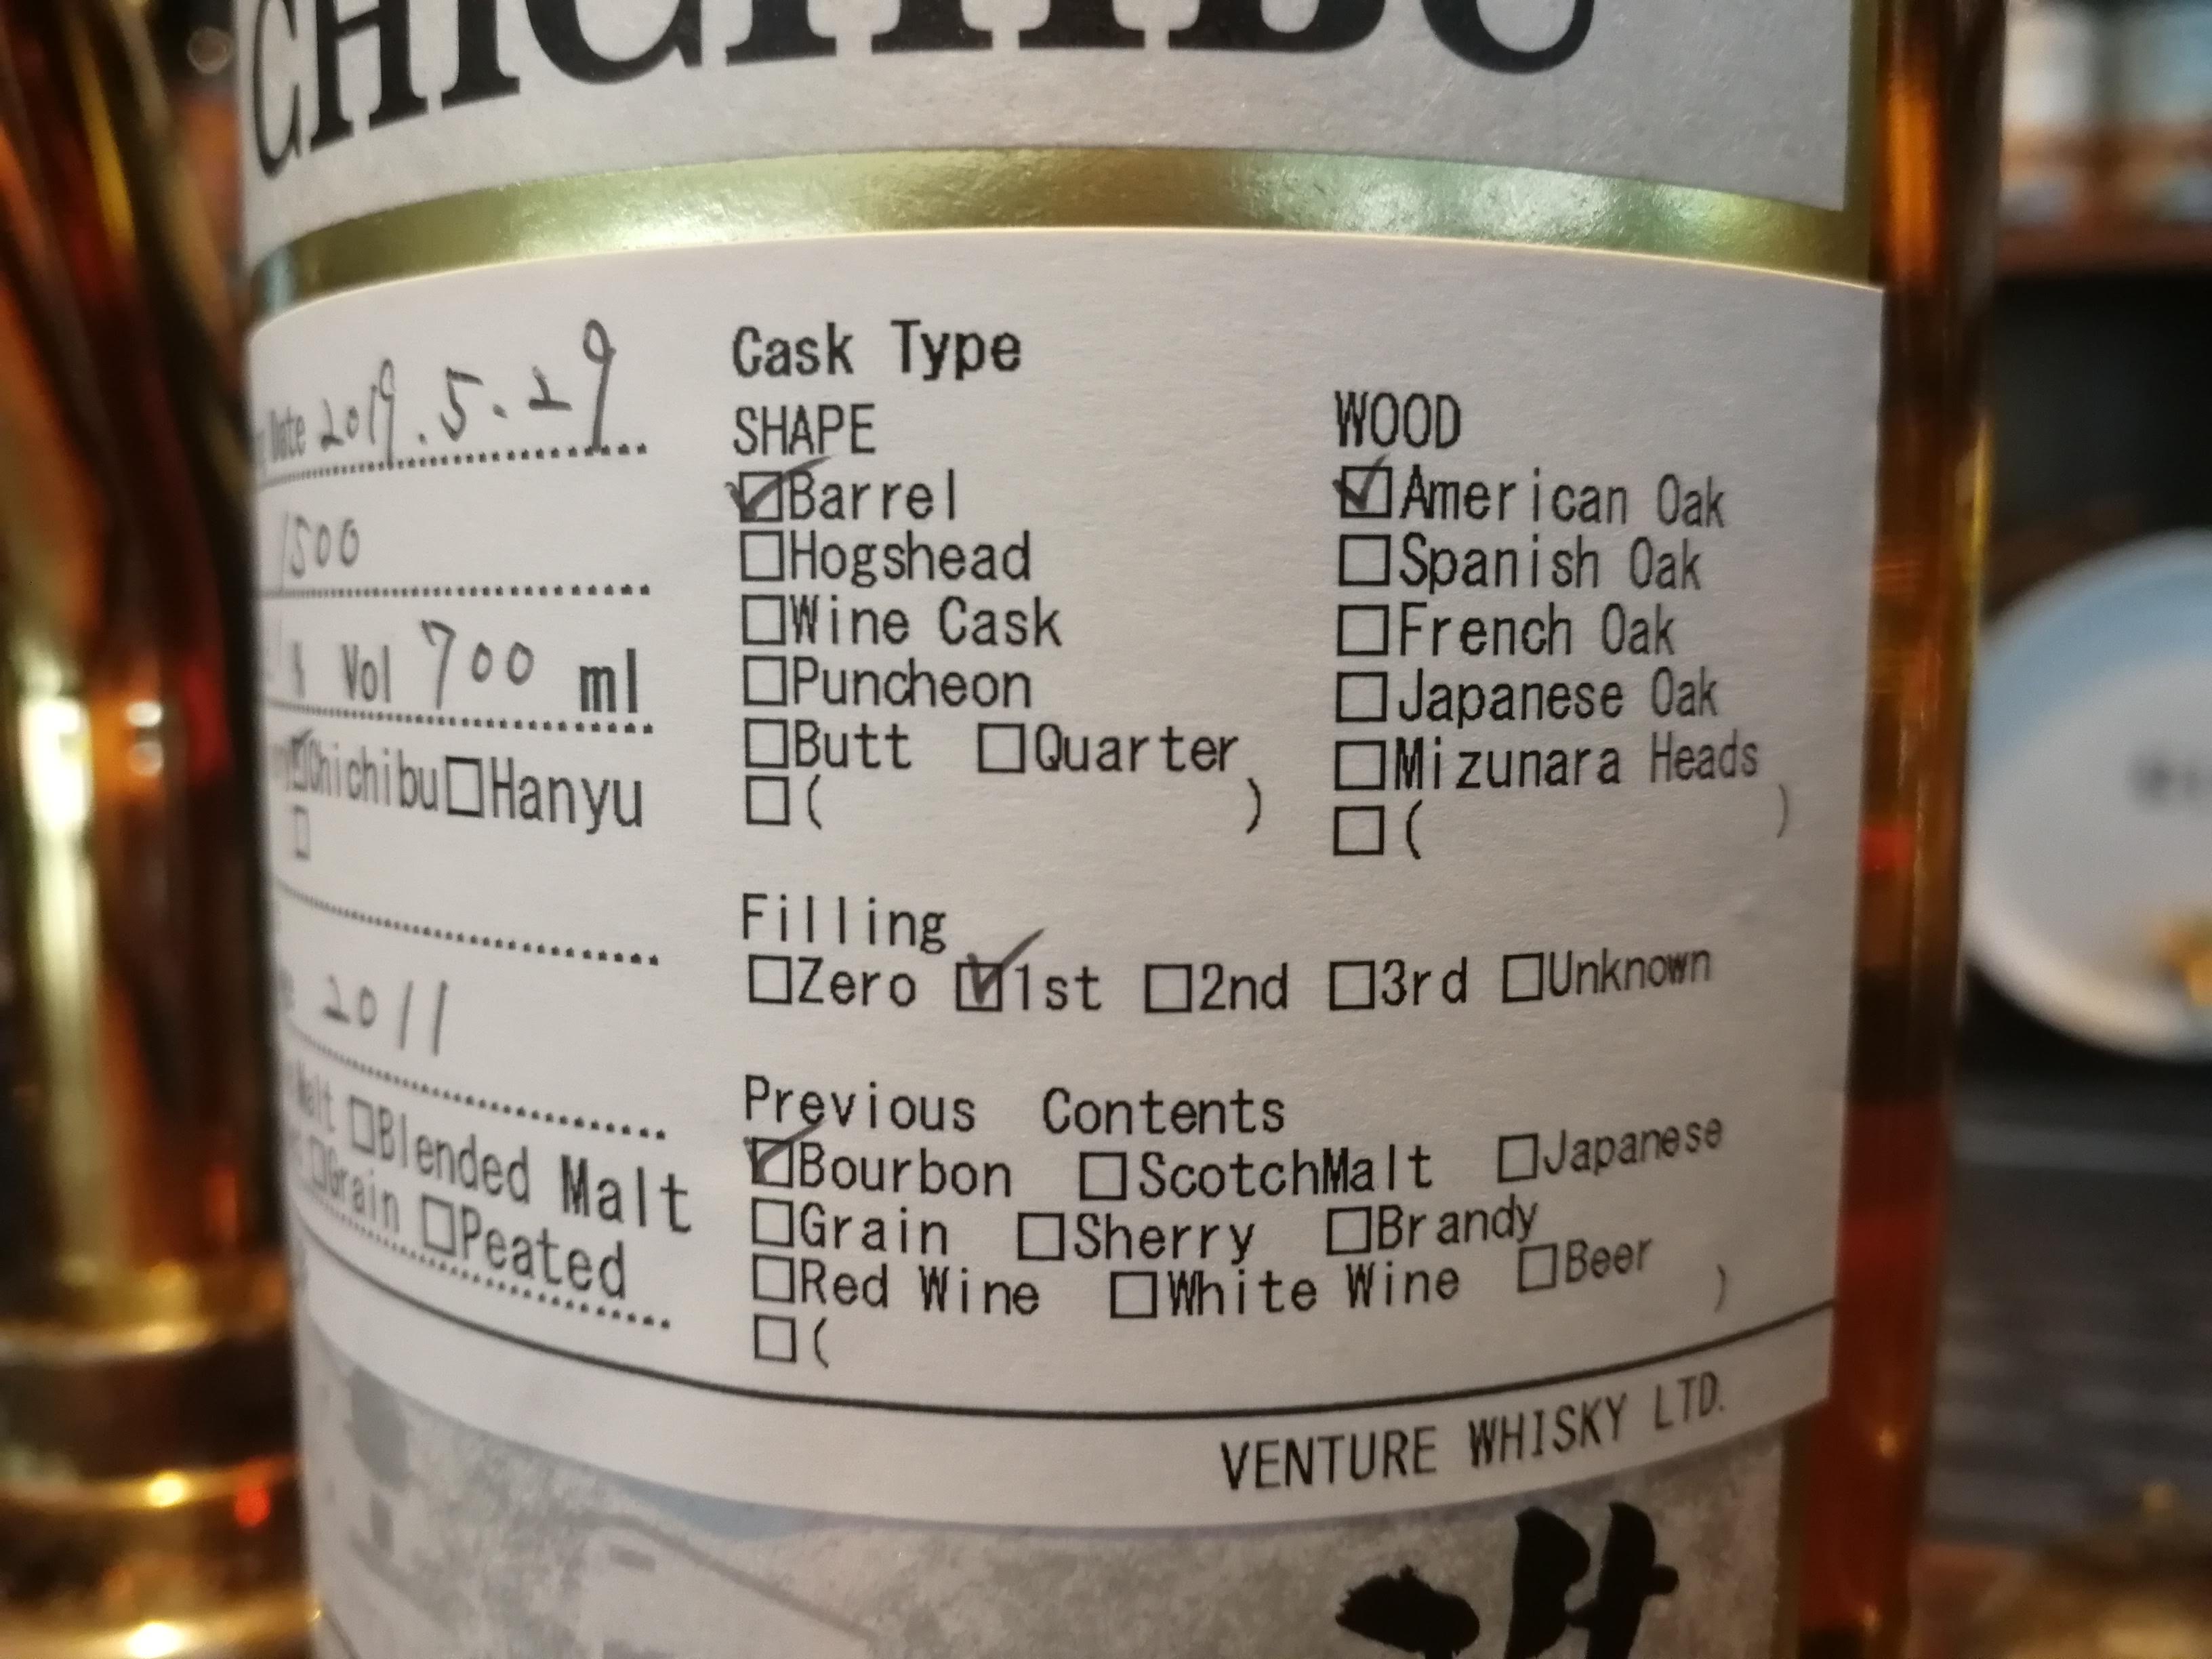 CHICHIBU
Date 2019.5.29
1500
Vol 700 ml
☑Chichibu□Hanyu
□
2011
Malt □Blended Malt
□Grain □Peated
Cask Type
SHAPE
☑Barrel
□Hogshead
□Wine Cask
□Puncheon
□Butt □Quarter
□( )
WOOD
☑American Oak
□Spanish Oak
□French Oak
□Japanese Oak
□Mizunara Heads
□( )
Filling
□Zero ☑1st □2nd □3rd □Unknown
Previous Contents
☑Bourbon □ScotchMalt □Japanese
□Grain □Sherry □Brandy
□Red Wine □White Wine □Beer
□( )
VENTURE WHISKY LTD.